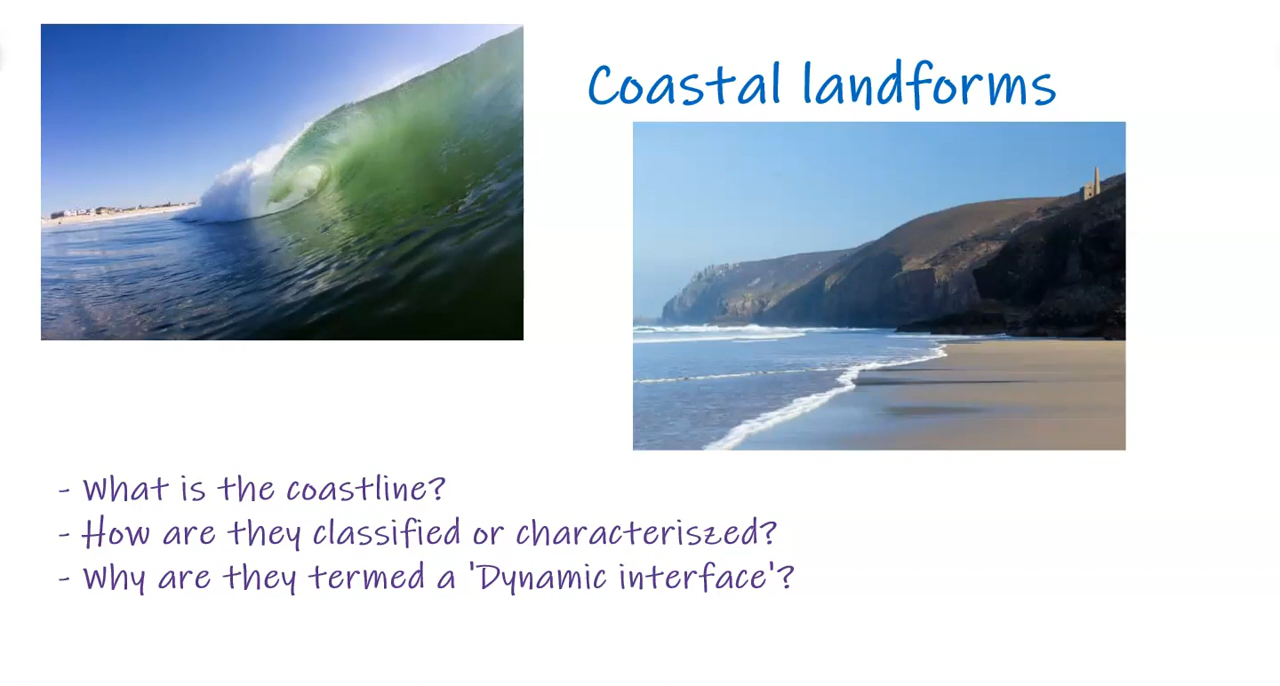 Coastal landforms
- What is the coastline?
- How are they classified or characteriszed?
- Why are they termed a 'Dynamic interface'?